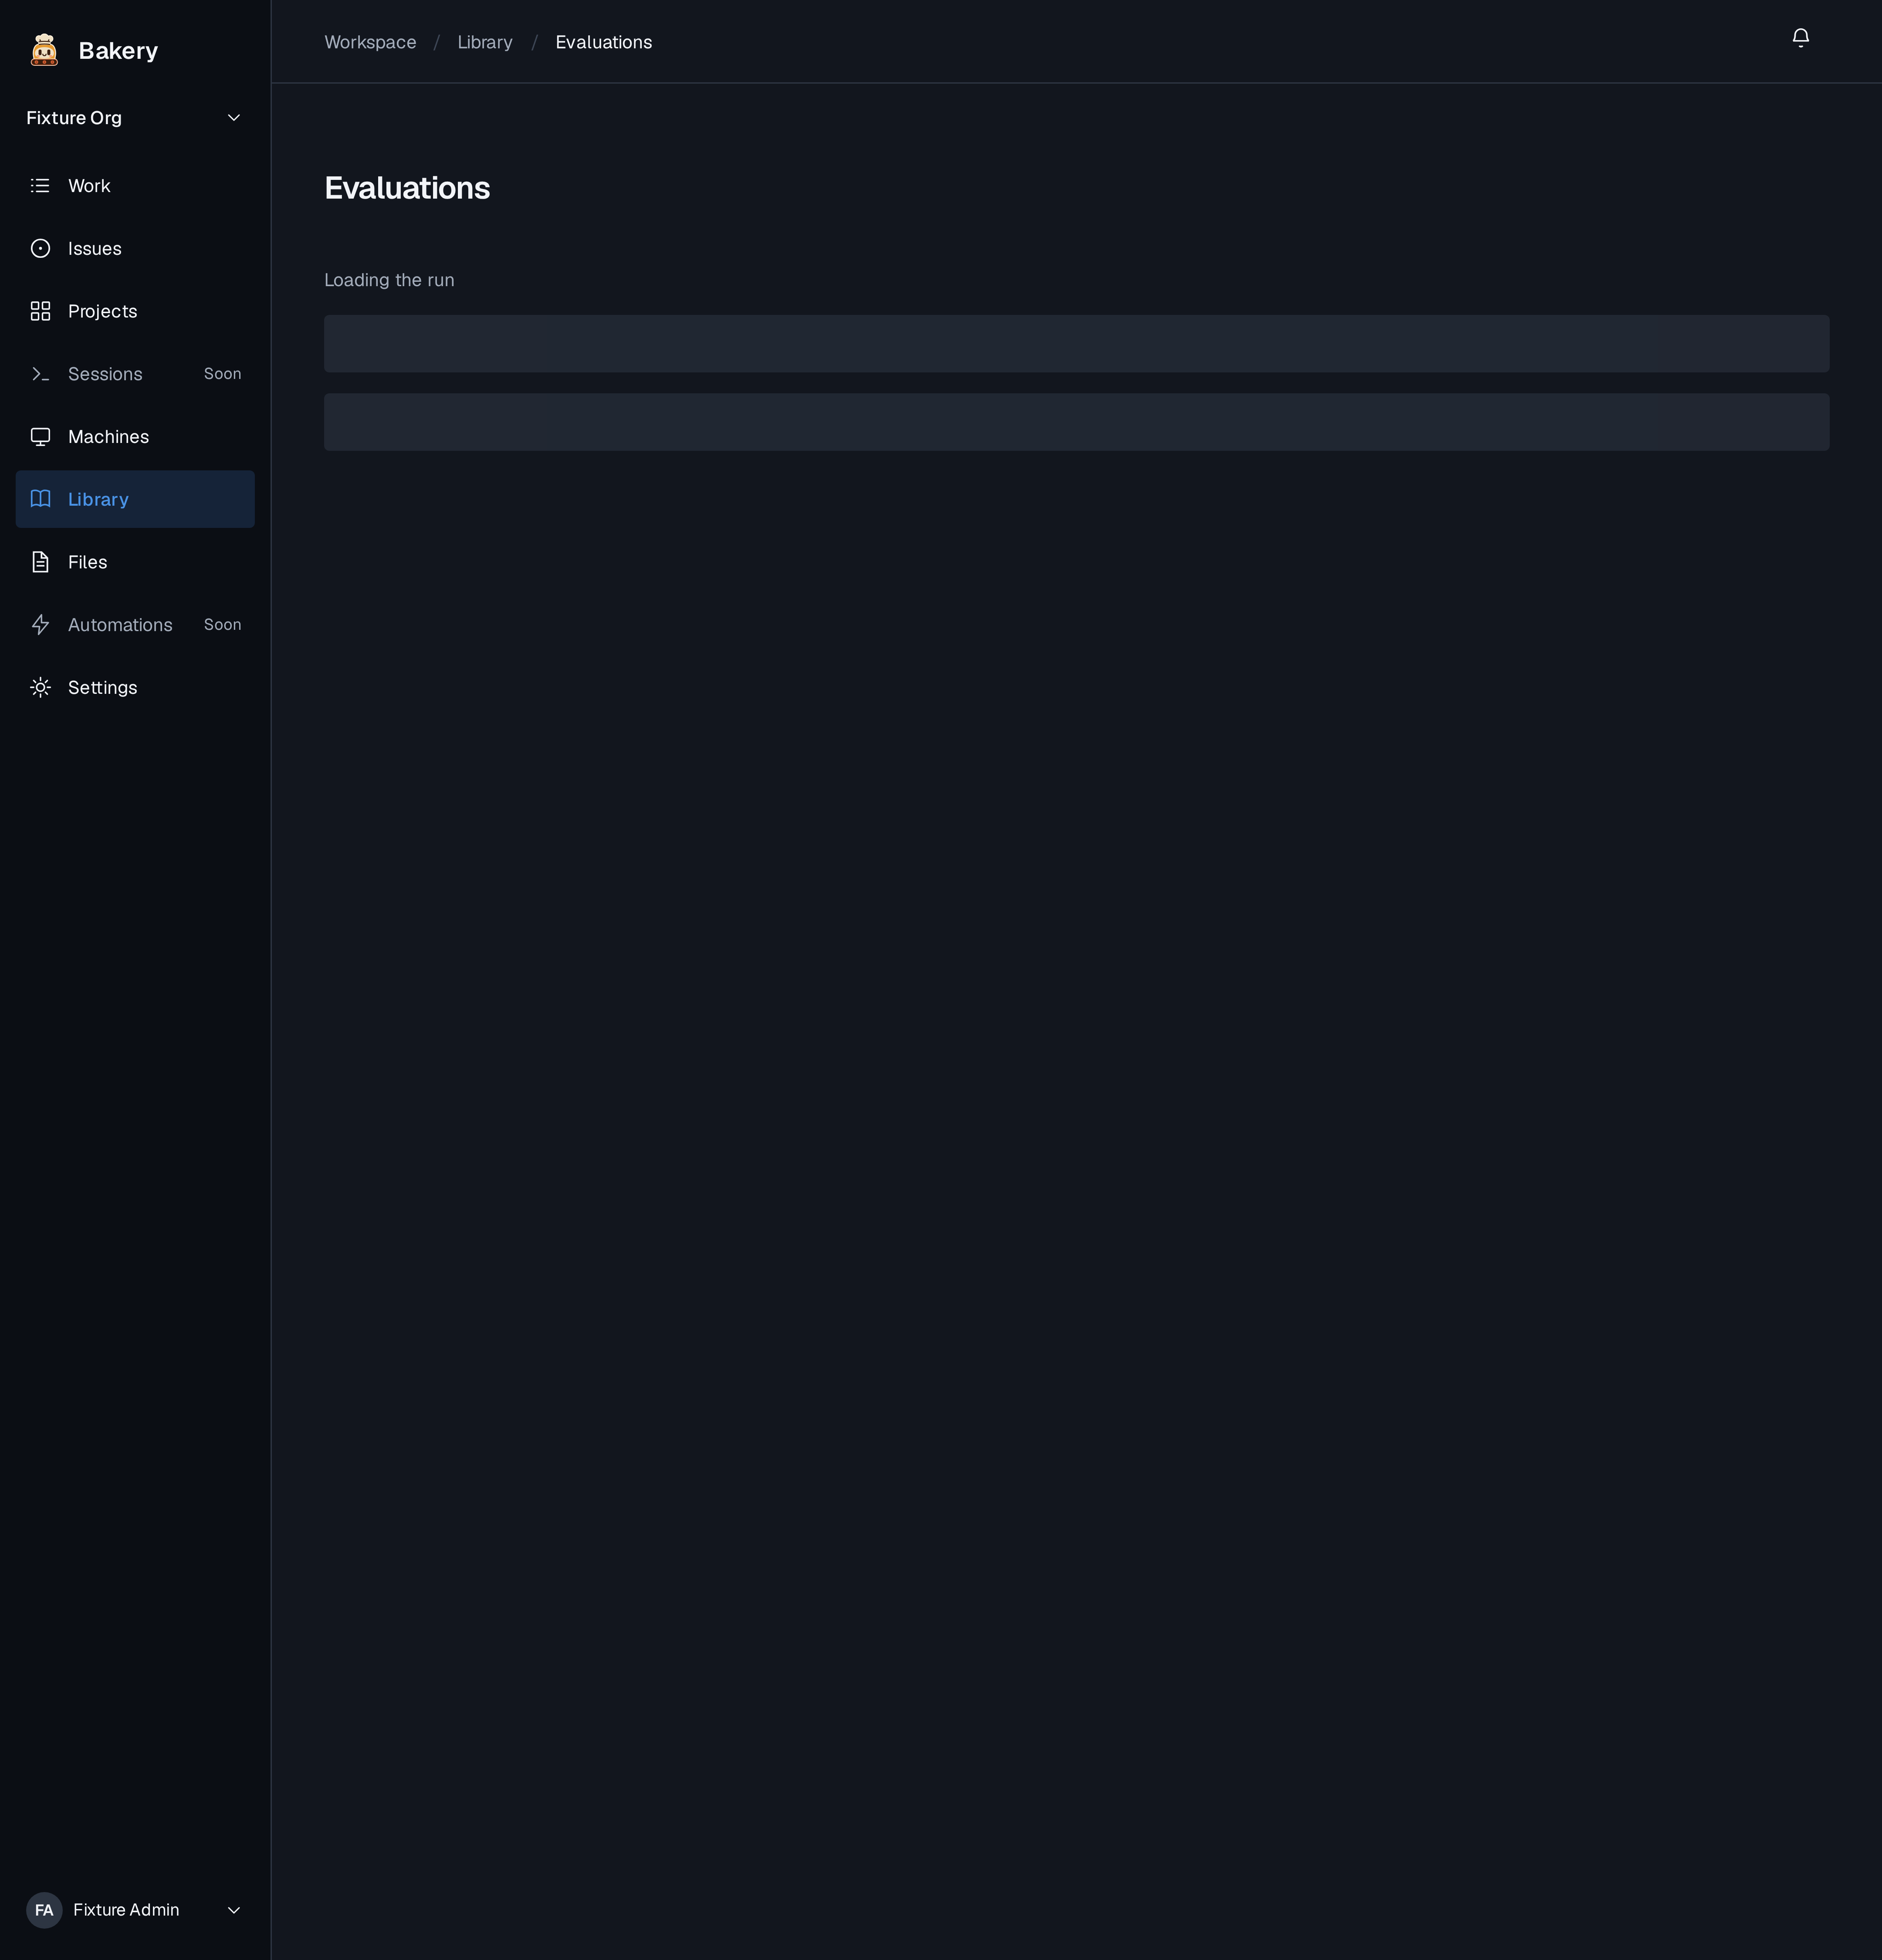 Bakery
Fixture Org
Work
Issues
Projects
Sessions Soon
Machines
Library
Files
Automations Soon
Settings
FA Fixture Admin
Workspace / Library / Evaluations
Evaluations
Loading the run